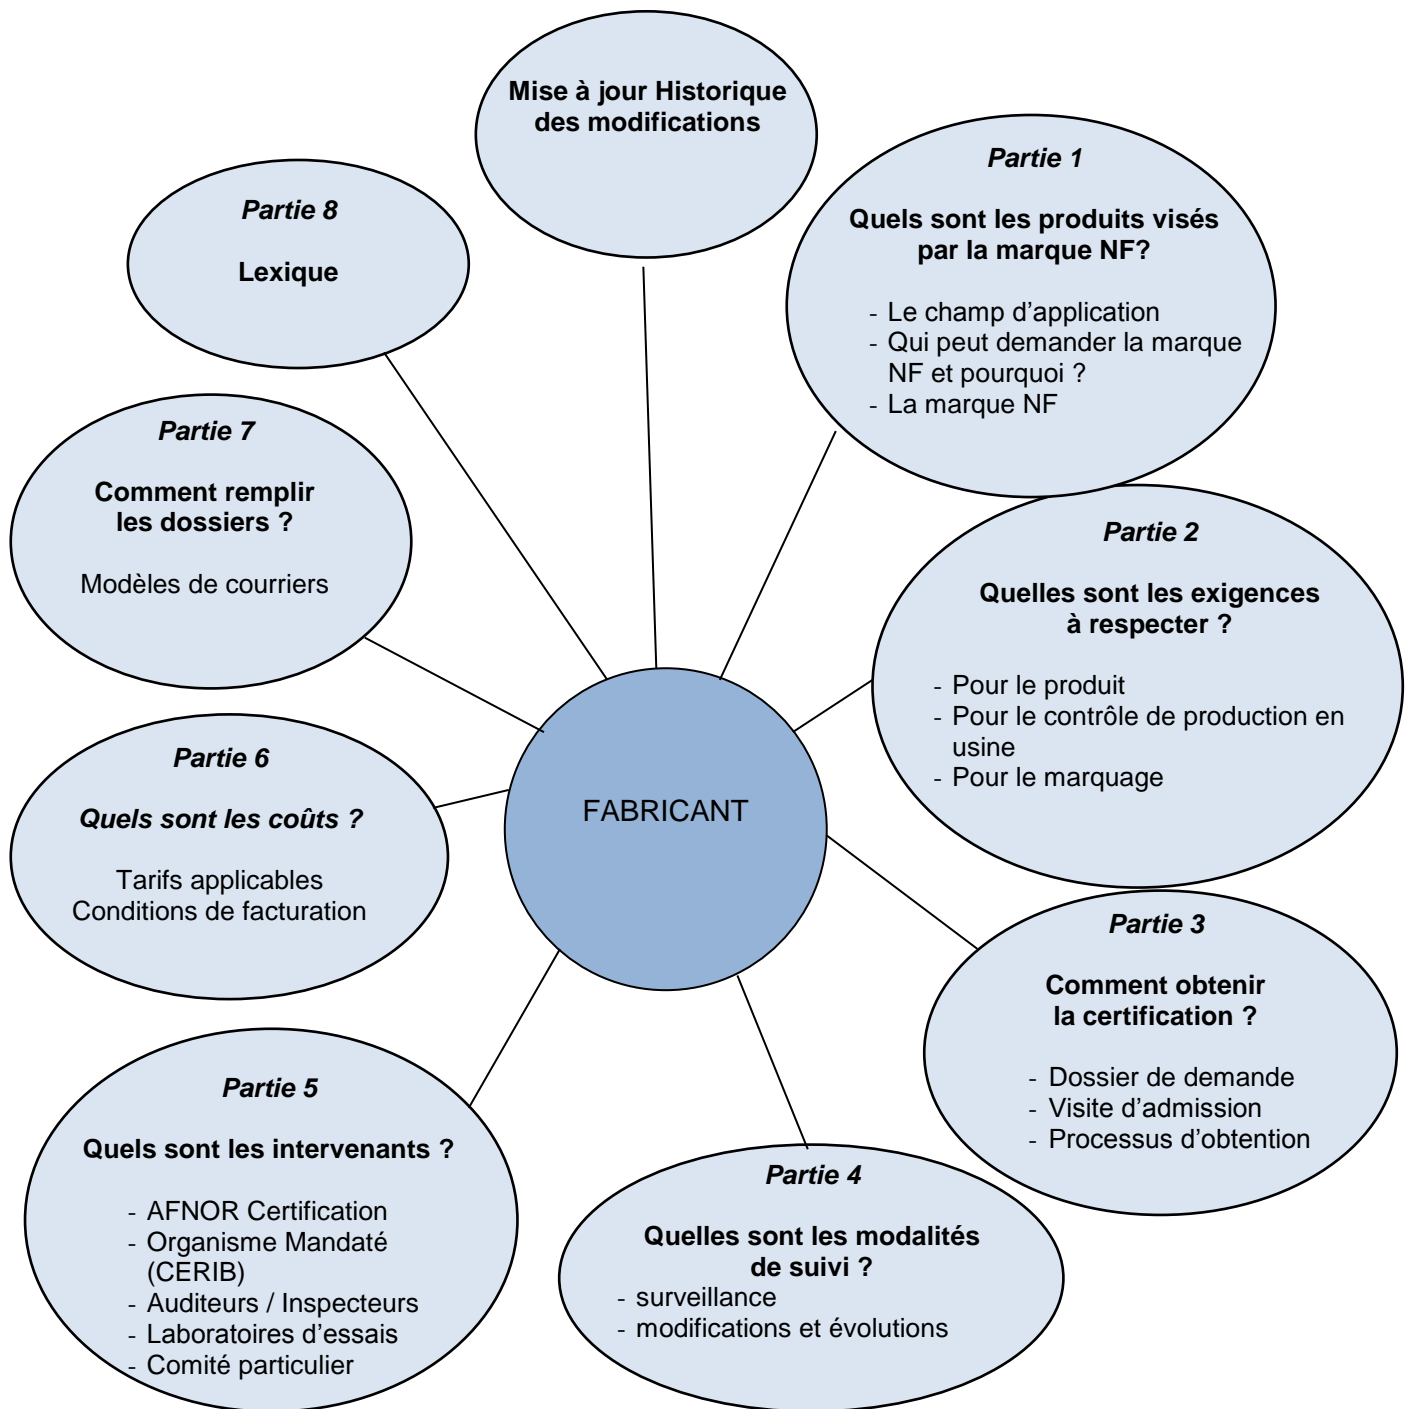 Mise à jour Historique
des modifications
Partie 1
Quels sont les produits visés
par la marque NF?
- Le champ d’application
- Qui peut demander la marque
NF et pourquoi ?
- La marque NF
Partie 2
Quelles sont les exigences
à respecter ?
- Pour le produit
- Pour le contrôle de production en
usine
- Pour le marquage
Partie 3
Comment obtenir
la certification ?
- Dossier de demande
- Visite d’admission
- Processus d’obtention
Partie 4
Quelles sont les modalités
de suivi ?
- surveillance
- modifications et évolutions
Partie 5
Quels sont les intervenants ?
- AFNOR Certification
- Organisme Mandaté
(CERIB)
- Auditeurs / Inspecteurs
- Laboratoires d’essais
- Comité particulier
Partie 6
Quels sont les coûts ?
Tarifs applicables
Conditions de facturation
Partie 7
Comment remplir
les dossiers ?
Modèles de courriers
Partie 8
Lexique
FABRICANT